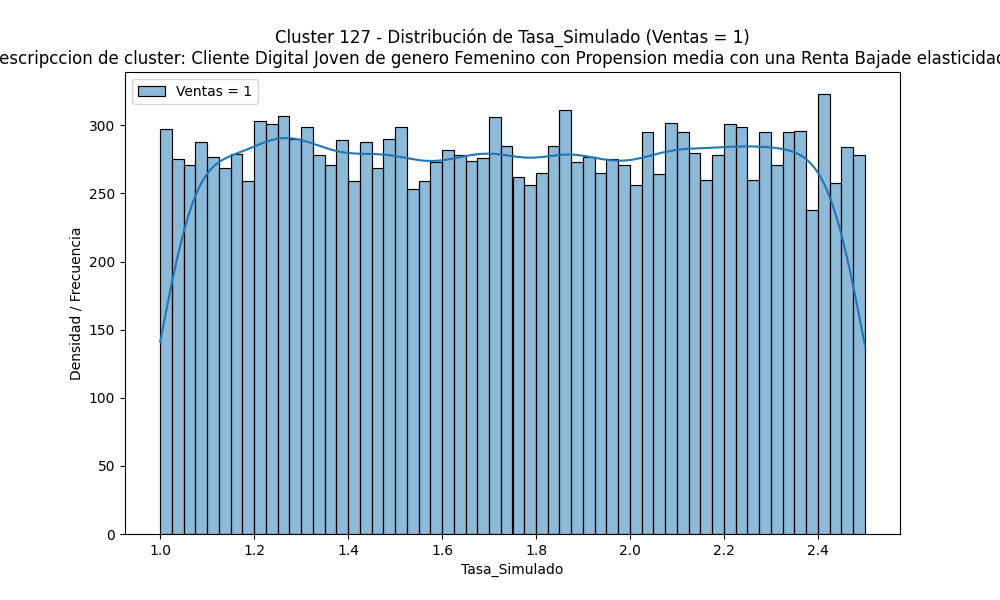 Cluster 127 - Distribución de Tasa_Simulado (Ventas = 1)
escripccion de cluster: Cliente Digital Joven de genero Femenino con Propension media con una Renta Bajade elasticidad
Ventas = 1
Densidad / Frecuencia
300
250
200
150
100
50
0
1.0 1.2 1.4 1.6 1.8 2.0 2.2 2.4
Tasa_Simulado